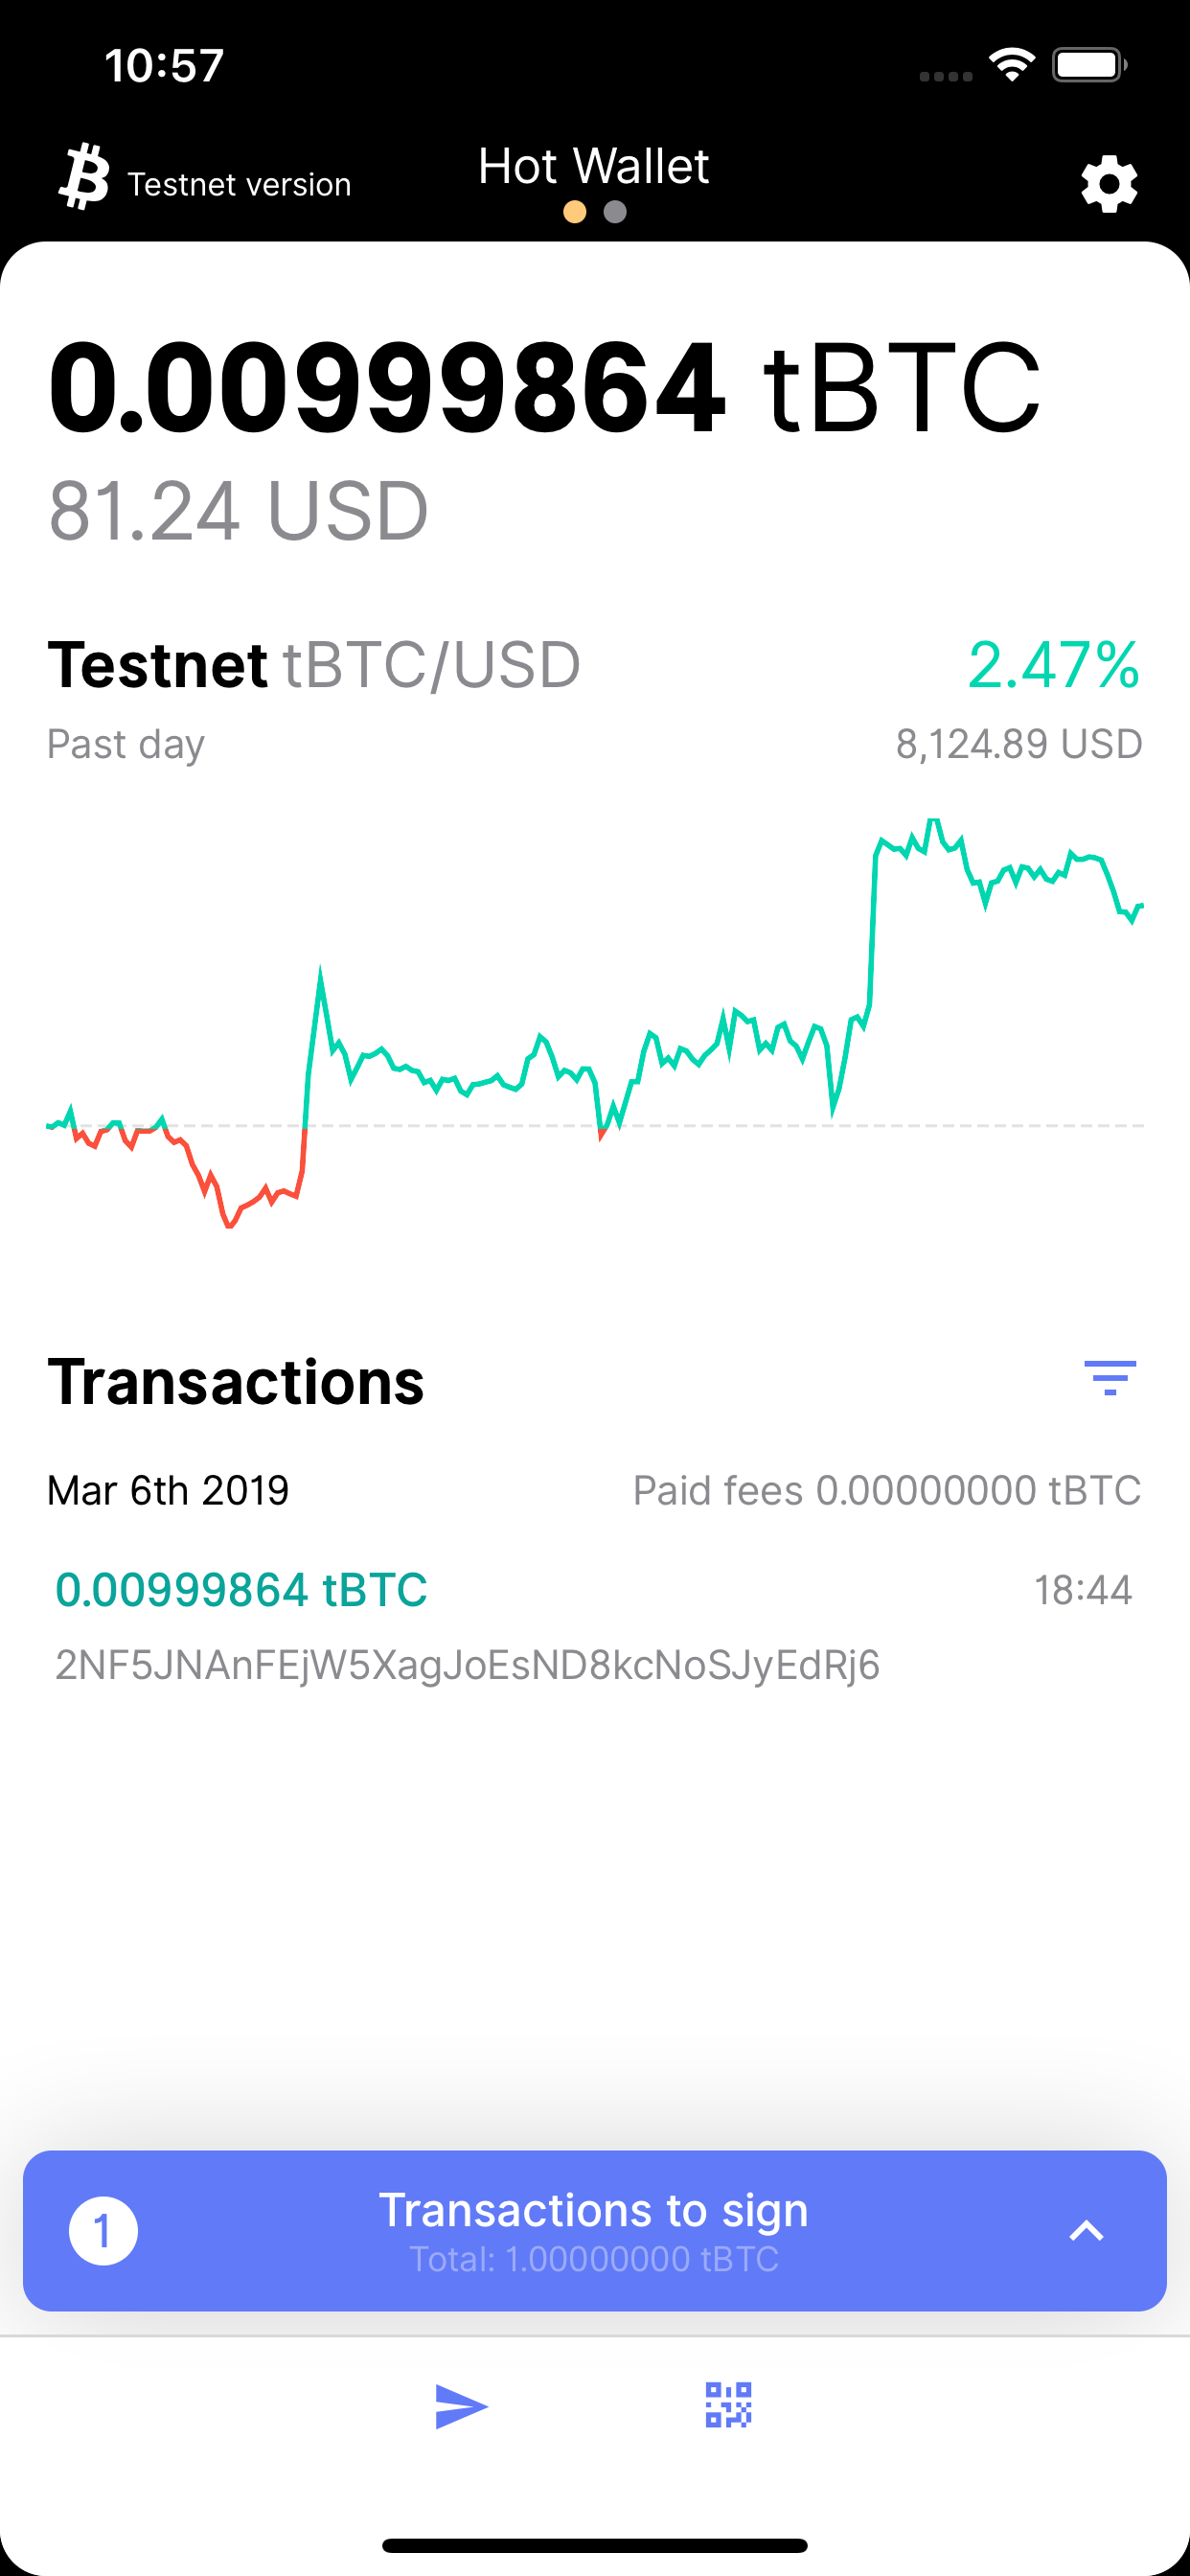 10:57
Testnet version
Hot Wallet
0.00999864 tBTC
81.24 USD
Testnet tBTC/USD
2.47%
Past day
8,124.89 USD
Transactions
Mar 6th 2019
Paid fees 0.00000000 tBTC
0.00999864 tBTC
18:44
2NF5JNAnFEjW5XagJoEsND8kcNoSJyEdRj6
1
Transactions to sign
Total: 1.00000000 tBTC